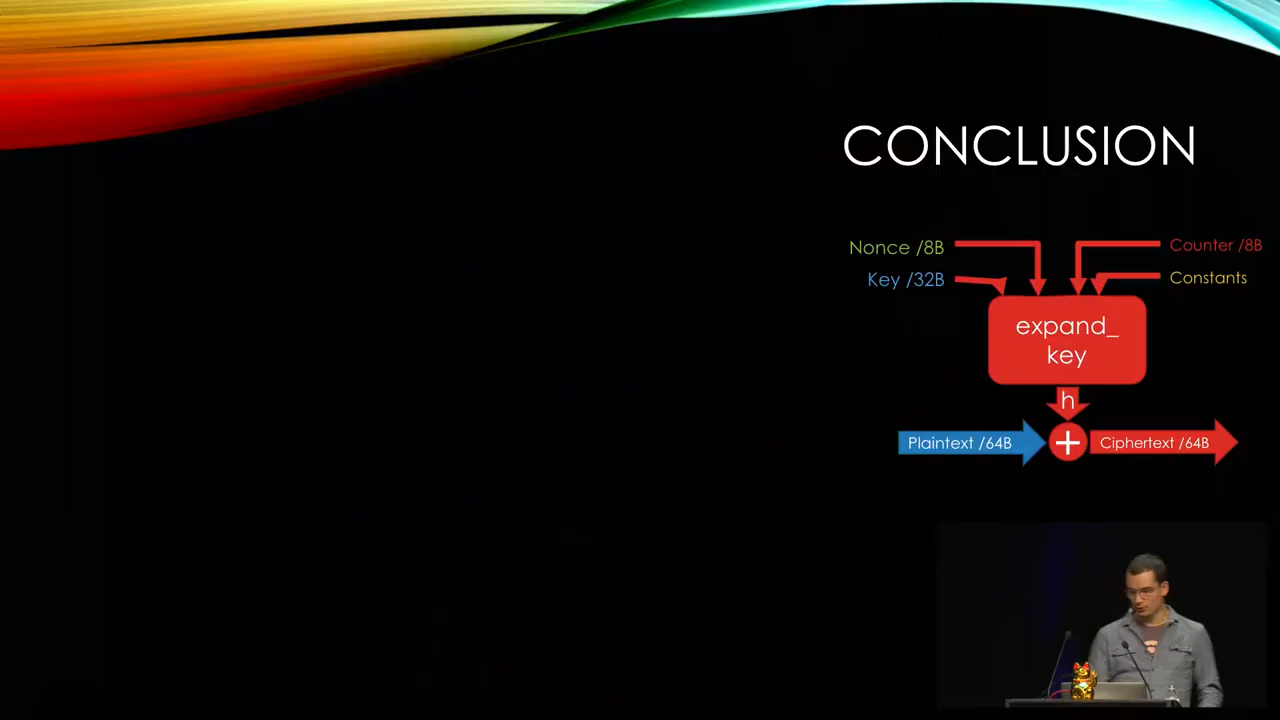 CONCLUSION
Nonce /8B
Counter /8B
Key /32B
Constants
expand_
key
h
Plaintext /64B
+
Ciphertext /64B